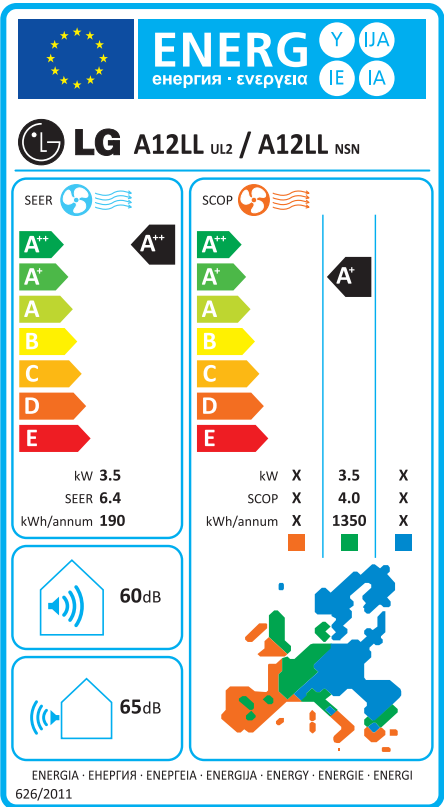 ENERG
енергия · ενεργεια
Y IJA
IE IA
LG A12LL UL2 / A12LL NSN
SEER
A++
A+
A
B
C
D
E
A++
kW 3.5
SEER 6.4
kWh/annum 190
SCOP
A++
A+
A
B
C
D
E
A+
kW X 3.5 X
SCOP X 4.0 X
kWh/annum X 1350 X
60dB
65dB
ENERGIA · ЕНЕРГИЯ · ΕΝΕΡΓΕΙΑ · ENERGIJA · ENERGY · ENERGIE · ENERGI
626/2011